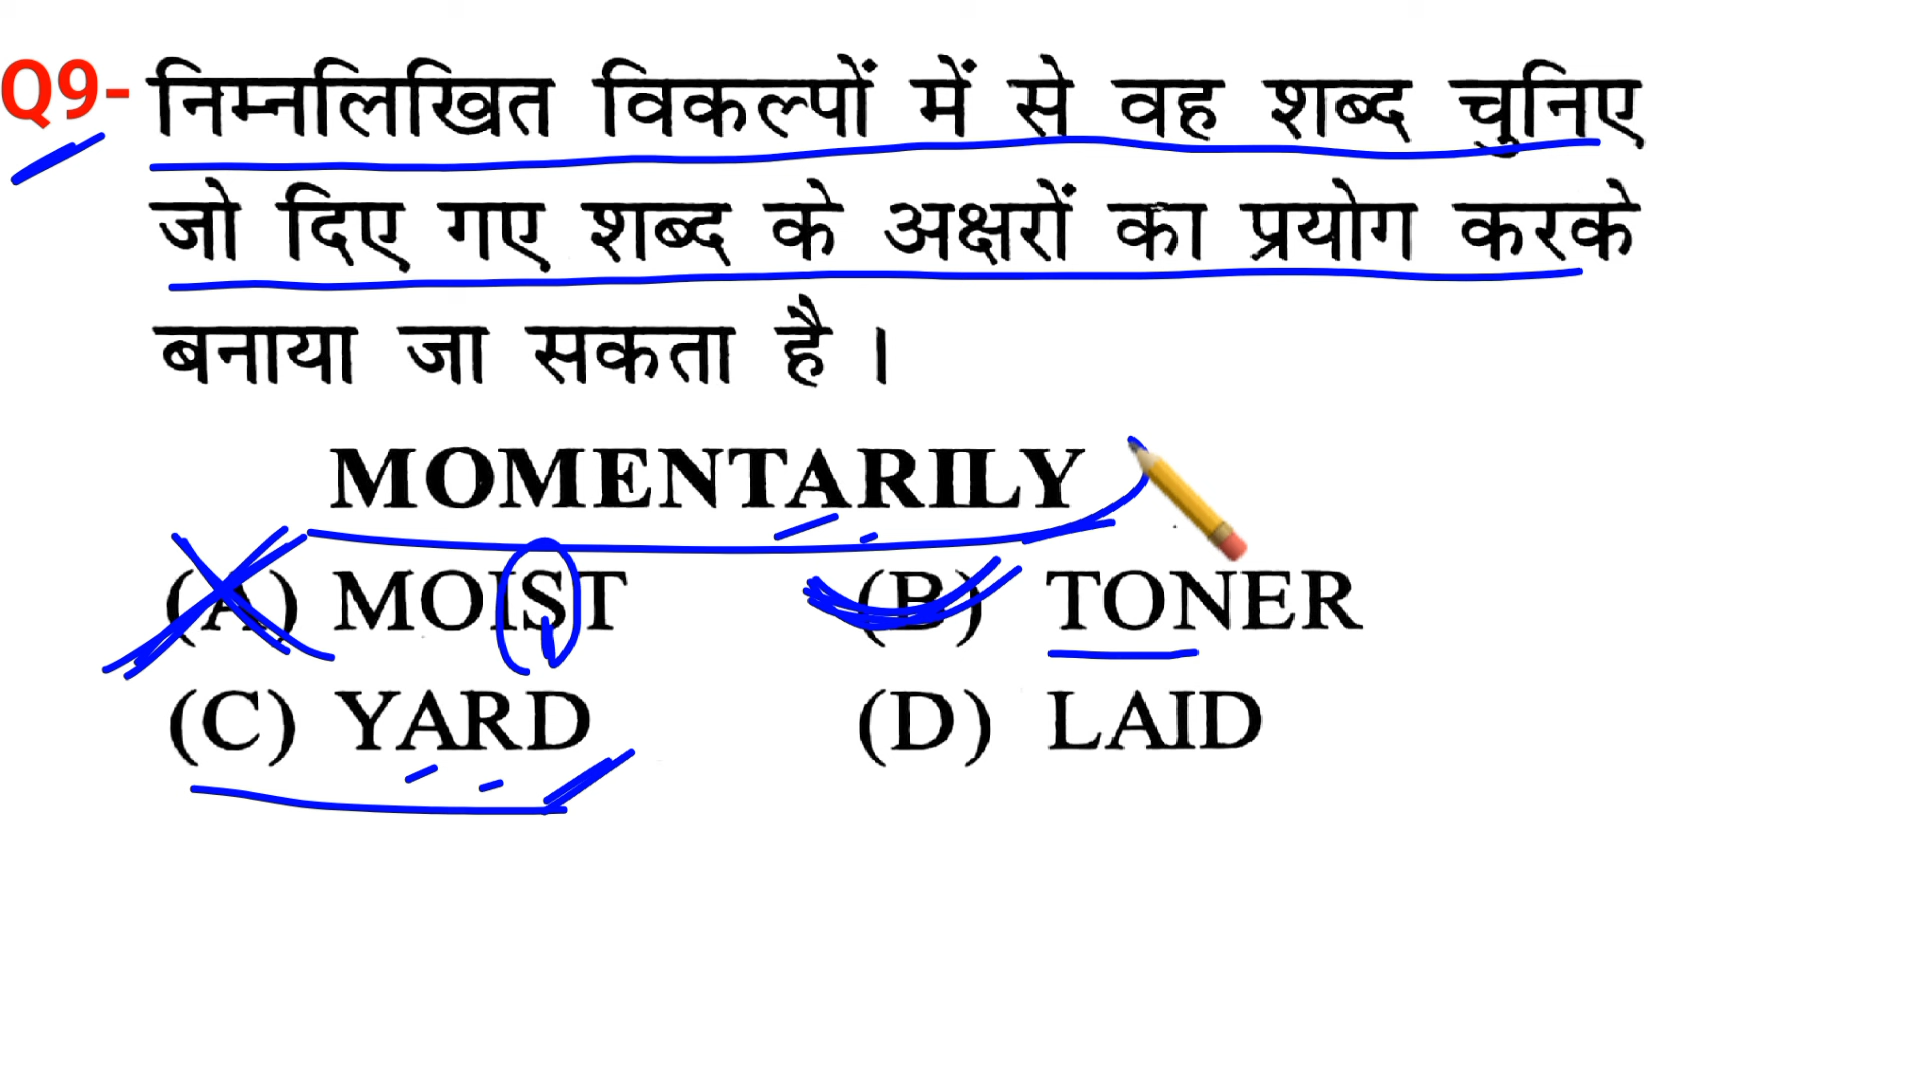 Q9- निम्नलिखित विकल्पों में से वह शब्द चुनिए
जो दिए गए शब्द के अक्षरों का प्रयोग करके
बनाया जा सकता है ।
MOMENTARILY
(A) MOIST (B) TONER
(C) YARD (D) LAID